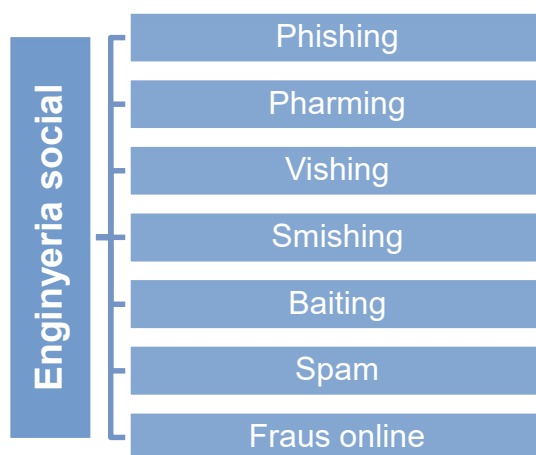 Enginyeria social
Phishing
Pharming
Vishing
Smishing
Baiting
Spam
Fraus online